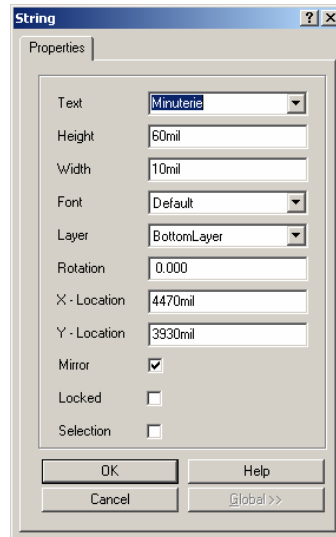 String
Properties
Text Minuterie
Height 60mil
Width 10mil
Font Default
Layer BottomLayer
Rotation 0.000
X - Location 4470mil
Y - Location 3930mil
Mirror
Locked
Selection
OK Help
Cancel Global >>